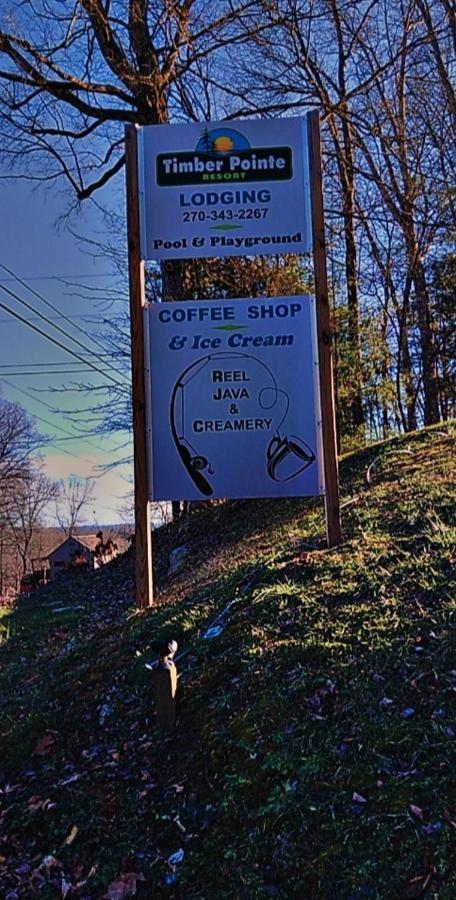 Timber Pointe
RESORT
LODGING
270-343-2267
Pool & Playground
COFFEE SHOP
& Ice Cream
REEL
JAVA
&
CREAMERY